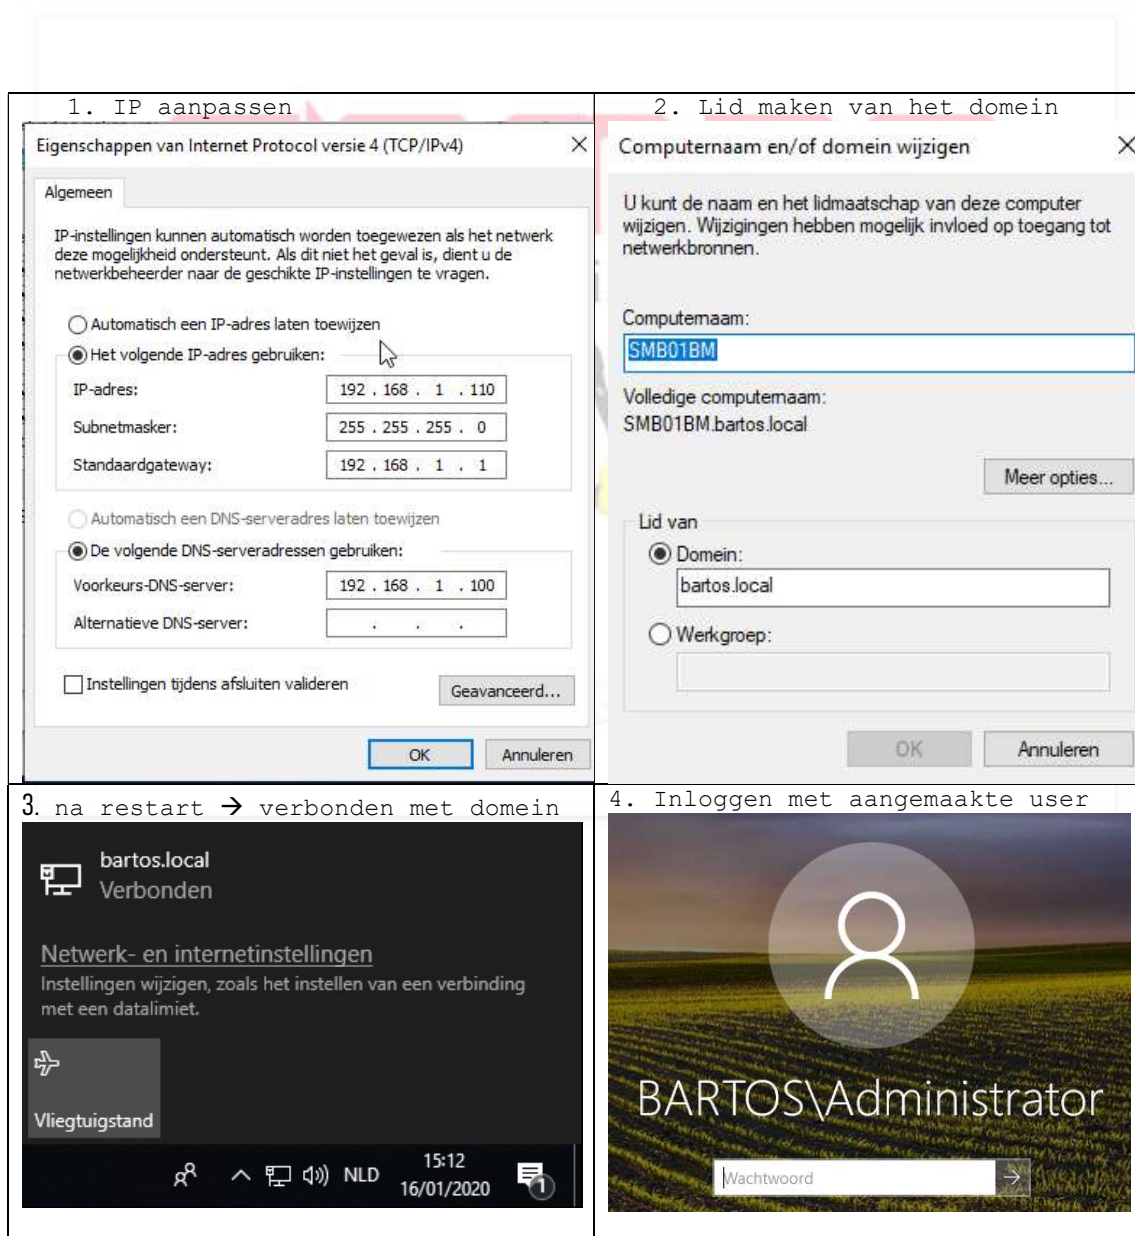 1. IP aanpassen
Eigenschappen van Internet Protocol versie 4 (TCP/IPv4)
Algemeen
IP-instellingen kunnen automatisch worden toegewezen als het netwerk
deze mogelijkheid ondersteunt. Als dit niet het geval is, dient u de
netwerkbeheerder naar de geschikte IP-instellingen te vragen.
Automatisch een IP-adres laten toewijzen
Het volgende IP-adres gebruiken:
IP-adres: 192 . 168 . 1 . 110
Subnetmasker: 255 . 255 . 255 . 0
Standaardgateway: 192 . 168 . 1 . 1
Automatisch een DNS-serveradres laten toewijzen
De volgende DNS-serveradressen gebruiken:
Voorkeurs-DNS-server: 192 . 168 . 1 . 100
Alternatieve DNS-server: . . .
Instellingen tijdens afsluiten valideren
Geavanceerd...
OK Annuleren
2. Lid maken van het domein
Computernaam en/of domein wijzigen
U kunt de naam en het lidmaatschap van deze computer
wijzigen. Wijzigingen hebben mogelijk invloed op toegang tot
netwerkbronnen.
Computernaam:
SMB01BM
Volledige computernaam:
SMB01BM.bartos.local
Meer opties...
Lid van
Domein:
bartos.local
Werkgroep:
OK Annuleren
3. na restart → verbonden met domein
bartos.local
Verbonden
Netwerk- en internetinstellingen
Instellingen wijzigen, zoals het instellen van een verbinding
met een datalimiet.
Vliegtuigstand
NLD 15:12
16/01/2020
1
4. Inloggen met aangemaakte user
BARTOS\Administrator
Wachtwoord